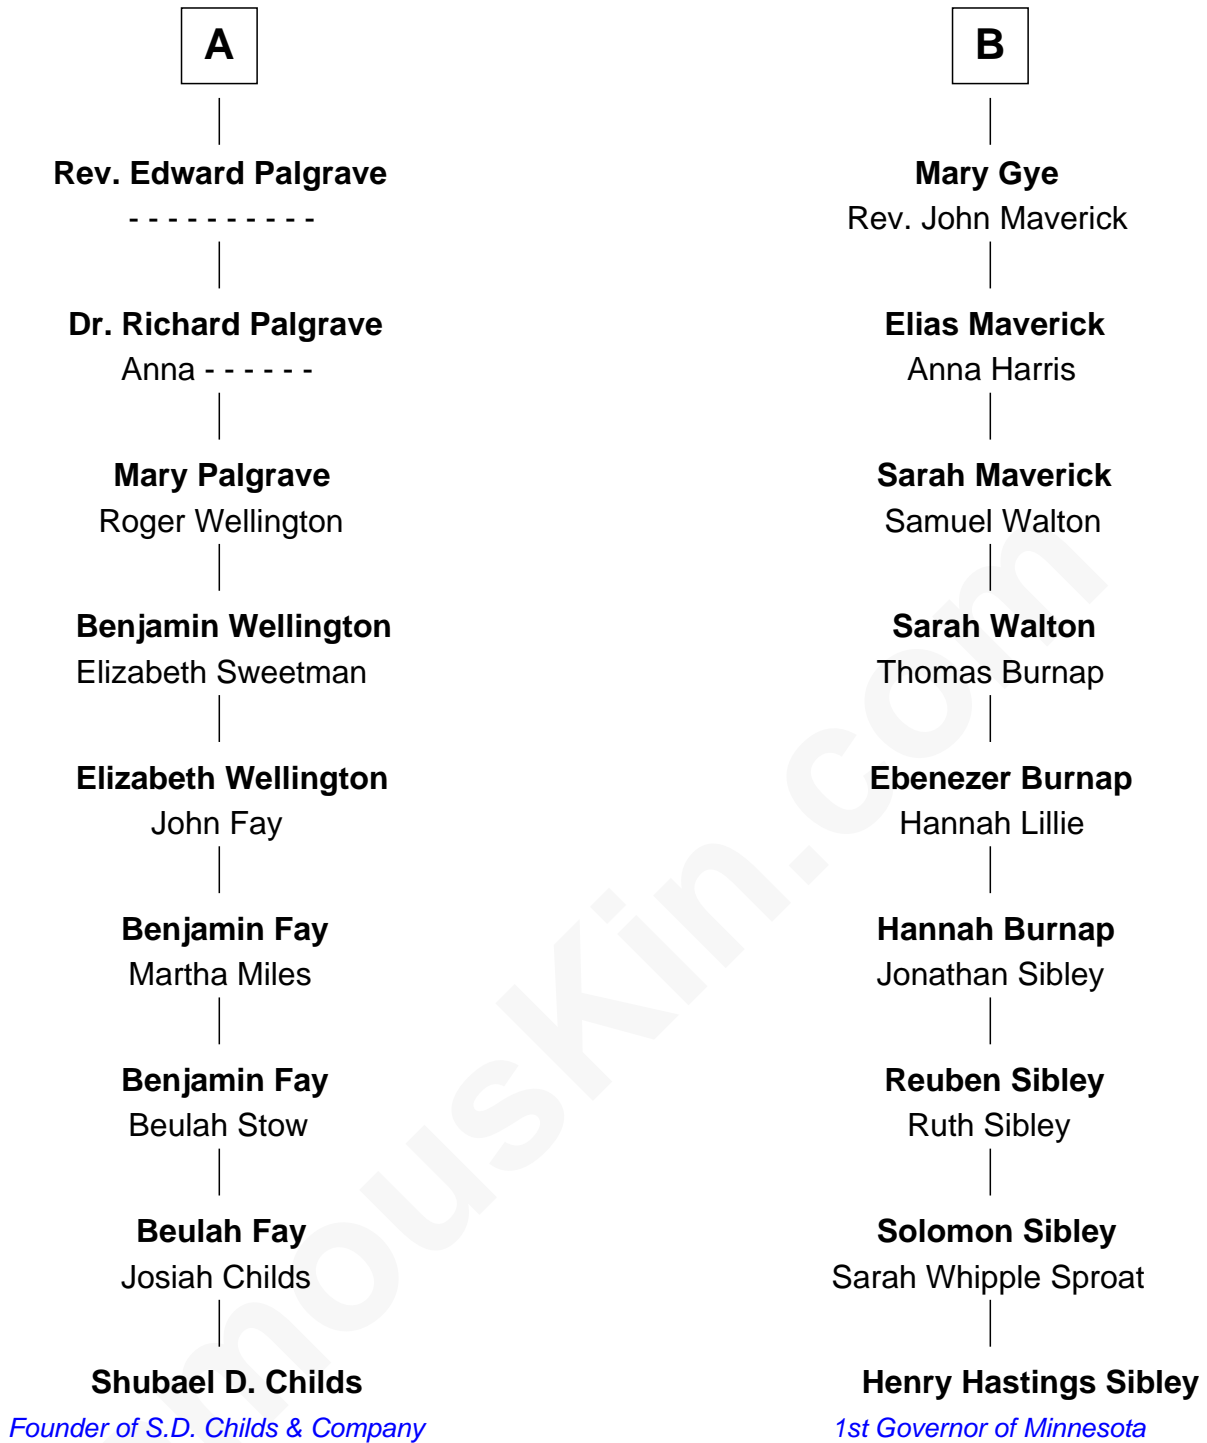 A
Rev. Edward Palgrave
- - - - - - - - - -
Dr. Richard Palgrave
Anna - - - - - -
Mary Palgrave
Roger Wellington
Benjamin Wellington
Elizabeth Sweetman
Elizabeth Wellington
John Fay
Benjamin Fay
Martha Miles
Benjamin Fay
Beulah Stow
Beulah Fay
Josiah Childs
Shubael D. Childs
Founder of S.D. Childs & Company
B
Mary Gye
Rev. John Maverick
Elias Maverick
Anna Harris
Sarah Maverick
Samuel Walton
Sarah Walton
Thomas Burnap
Ebenezer Burnap
Hannah Lillie
Hannah Burnap
Jonathan Sibley
Reuben Sibley
Ruth Sibley
Solomon Sibley
Sarah Whipple Sproat
Henry Hastings Sibley
1st Governor of Minnesota
mousKin.com